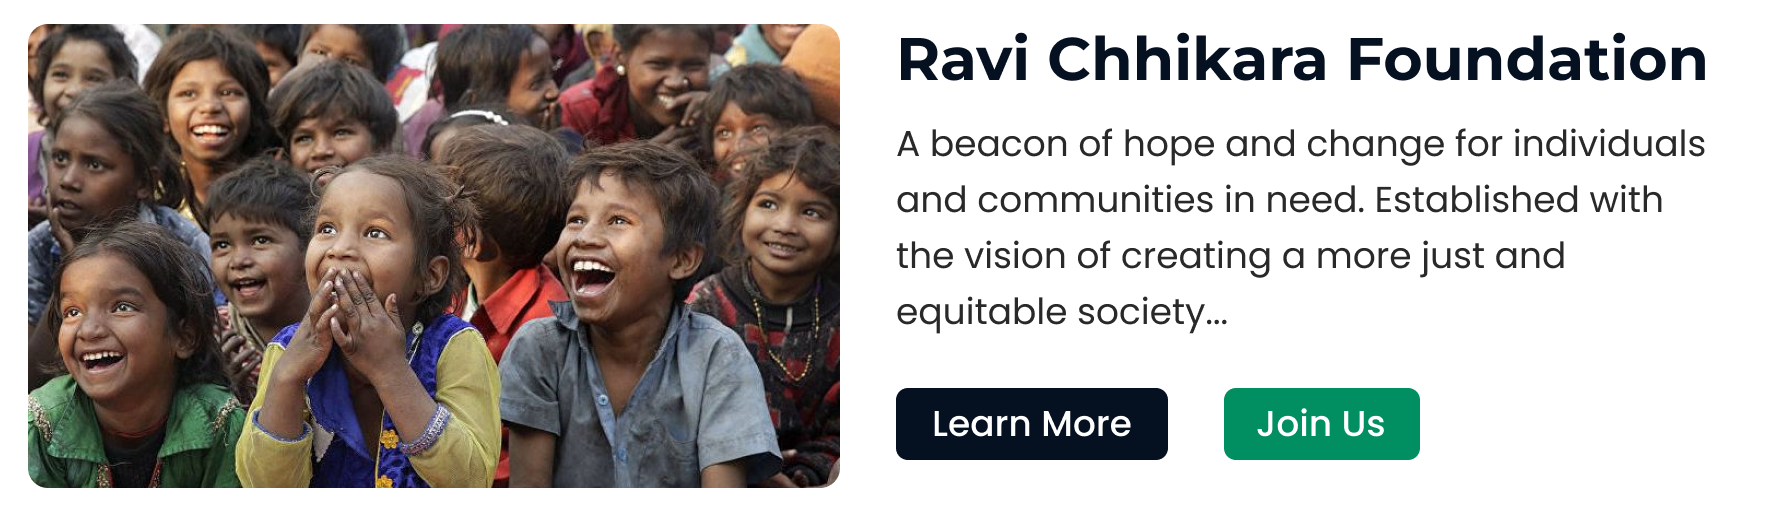 Ravi Chhikara Foundation
A beacon of hope and change for individuals
and communities in need. Established with
the vision of creating a more just and
equitable society...
Learn More
Join Us